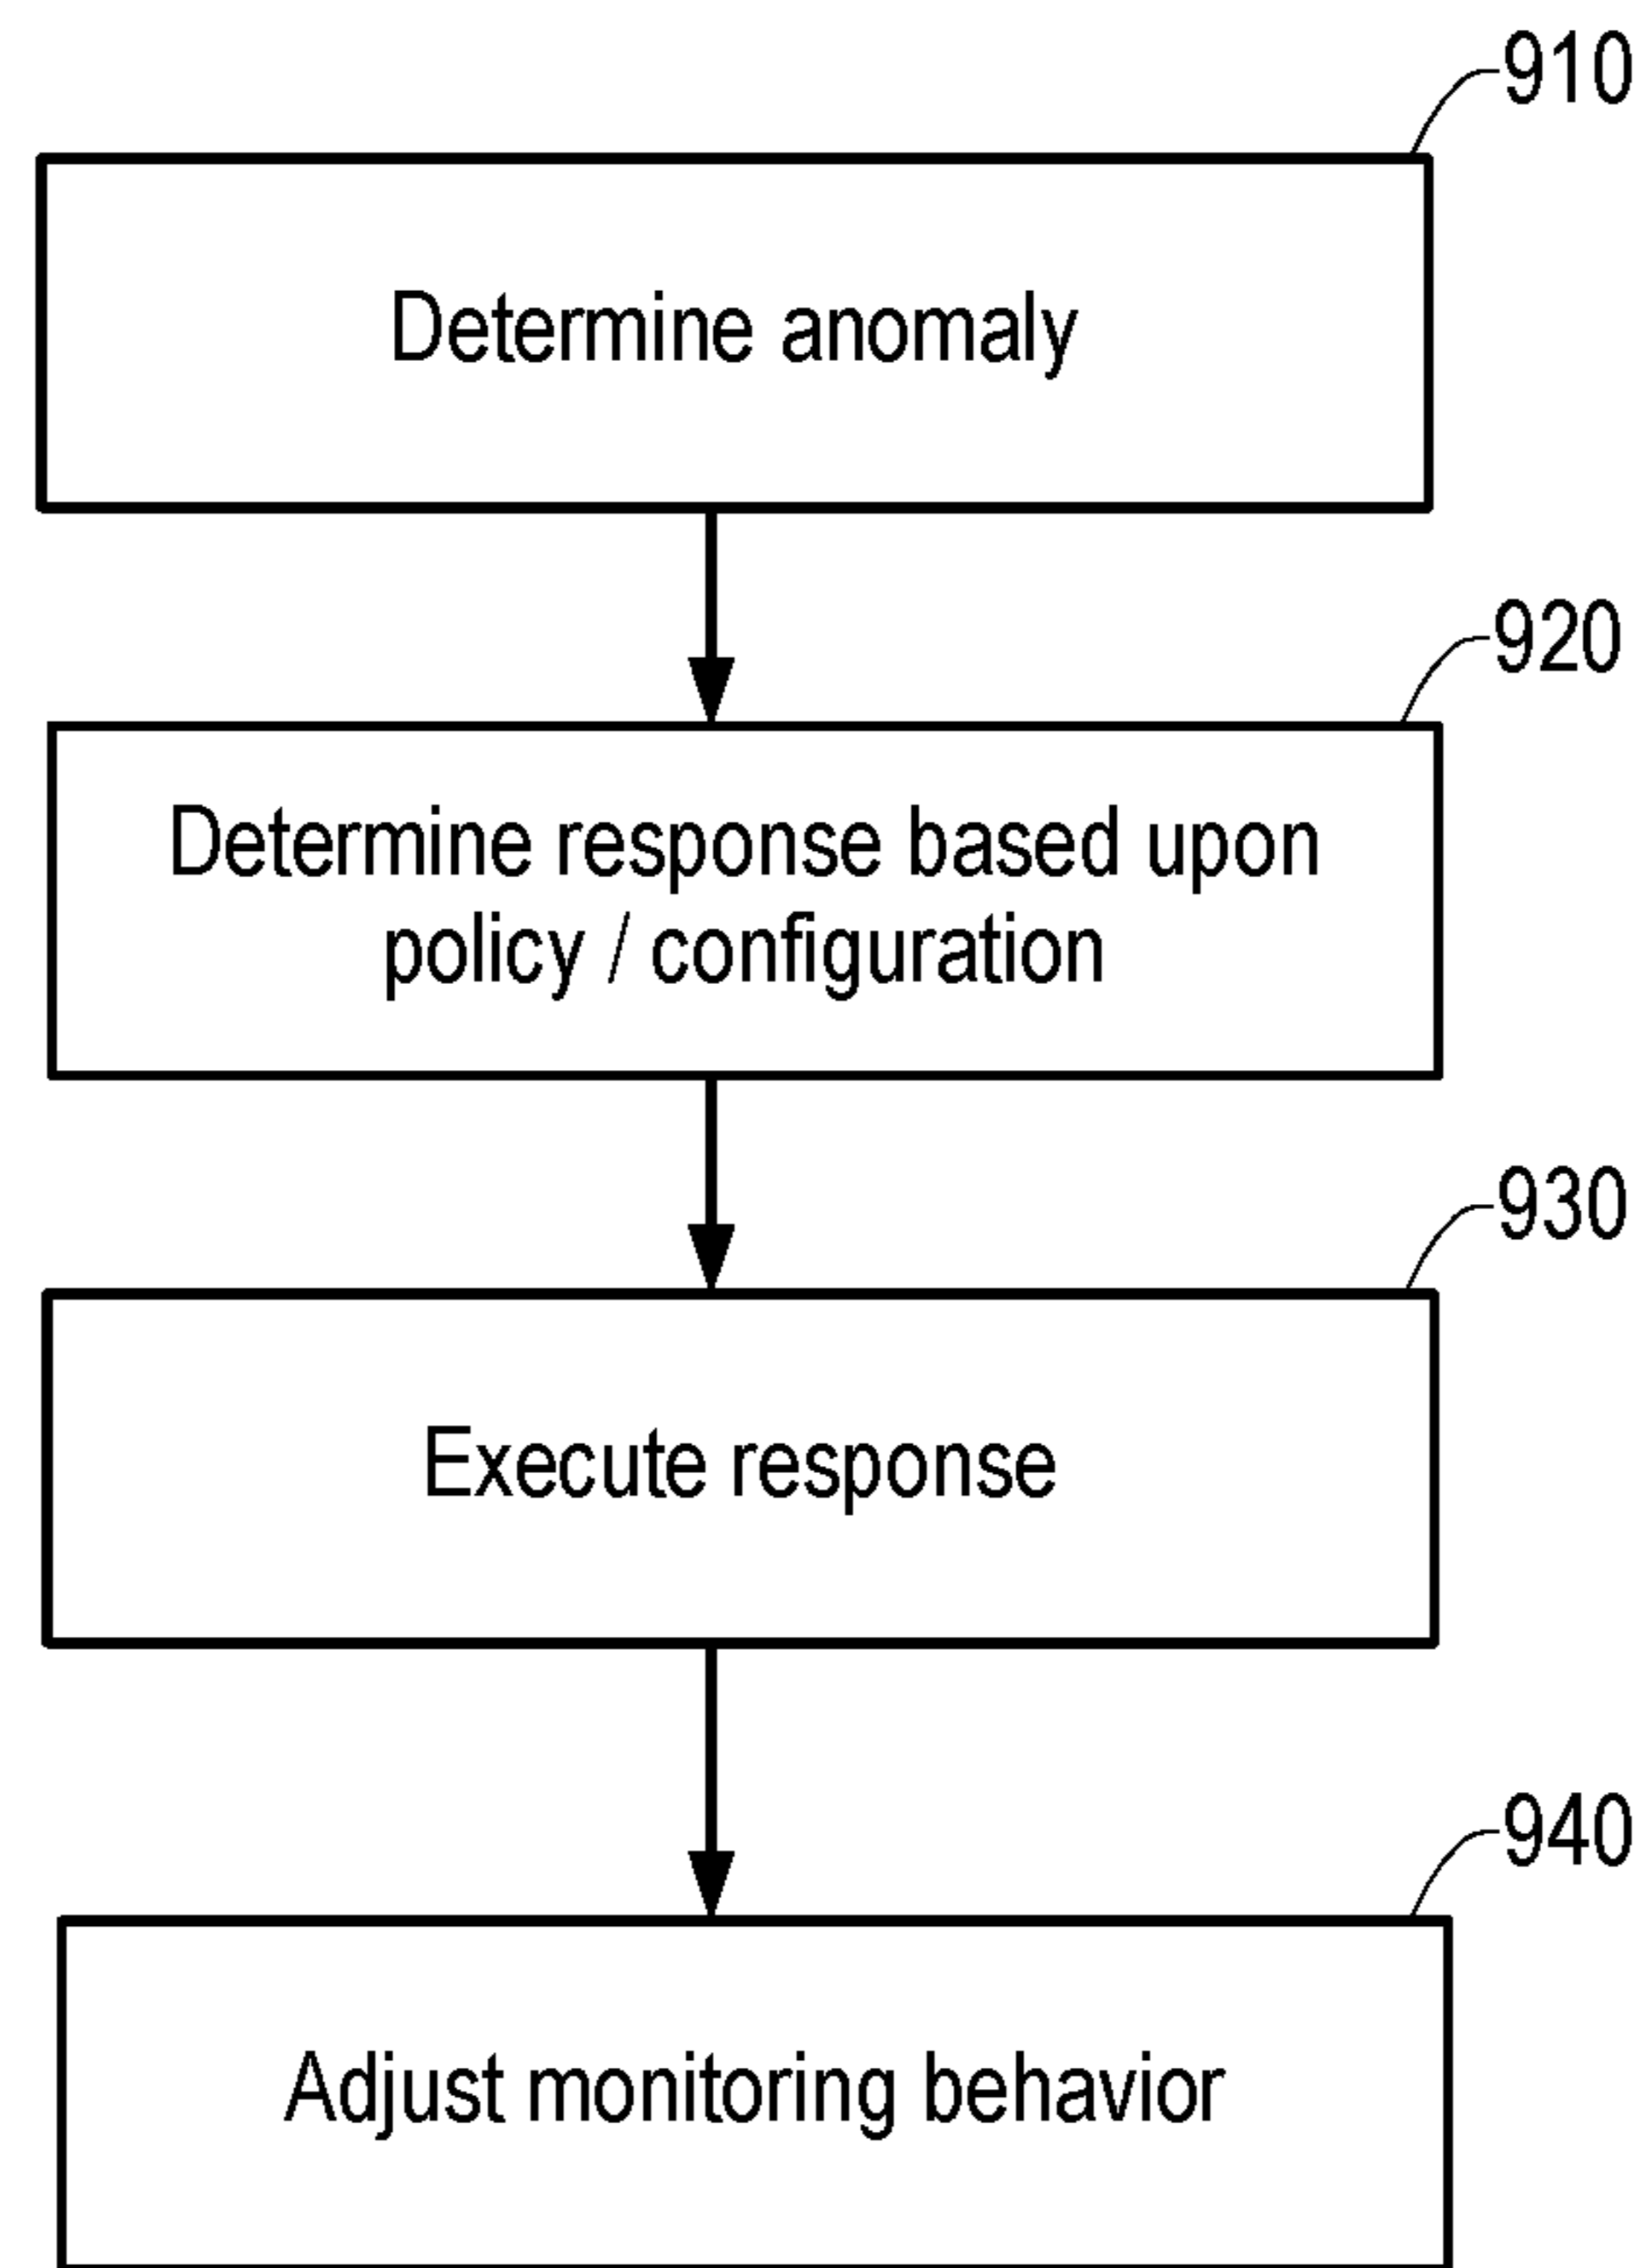 910
Determine anomaly
920
Determine response based upon
policy / configuration
930
Execute response
940
Adjust monitoring behavior